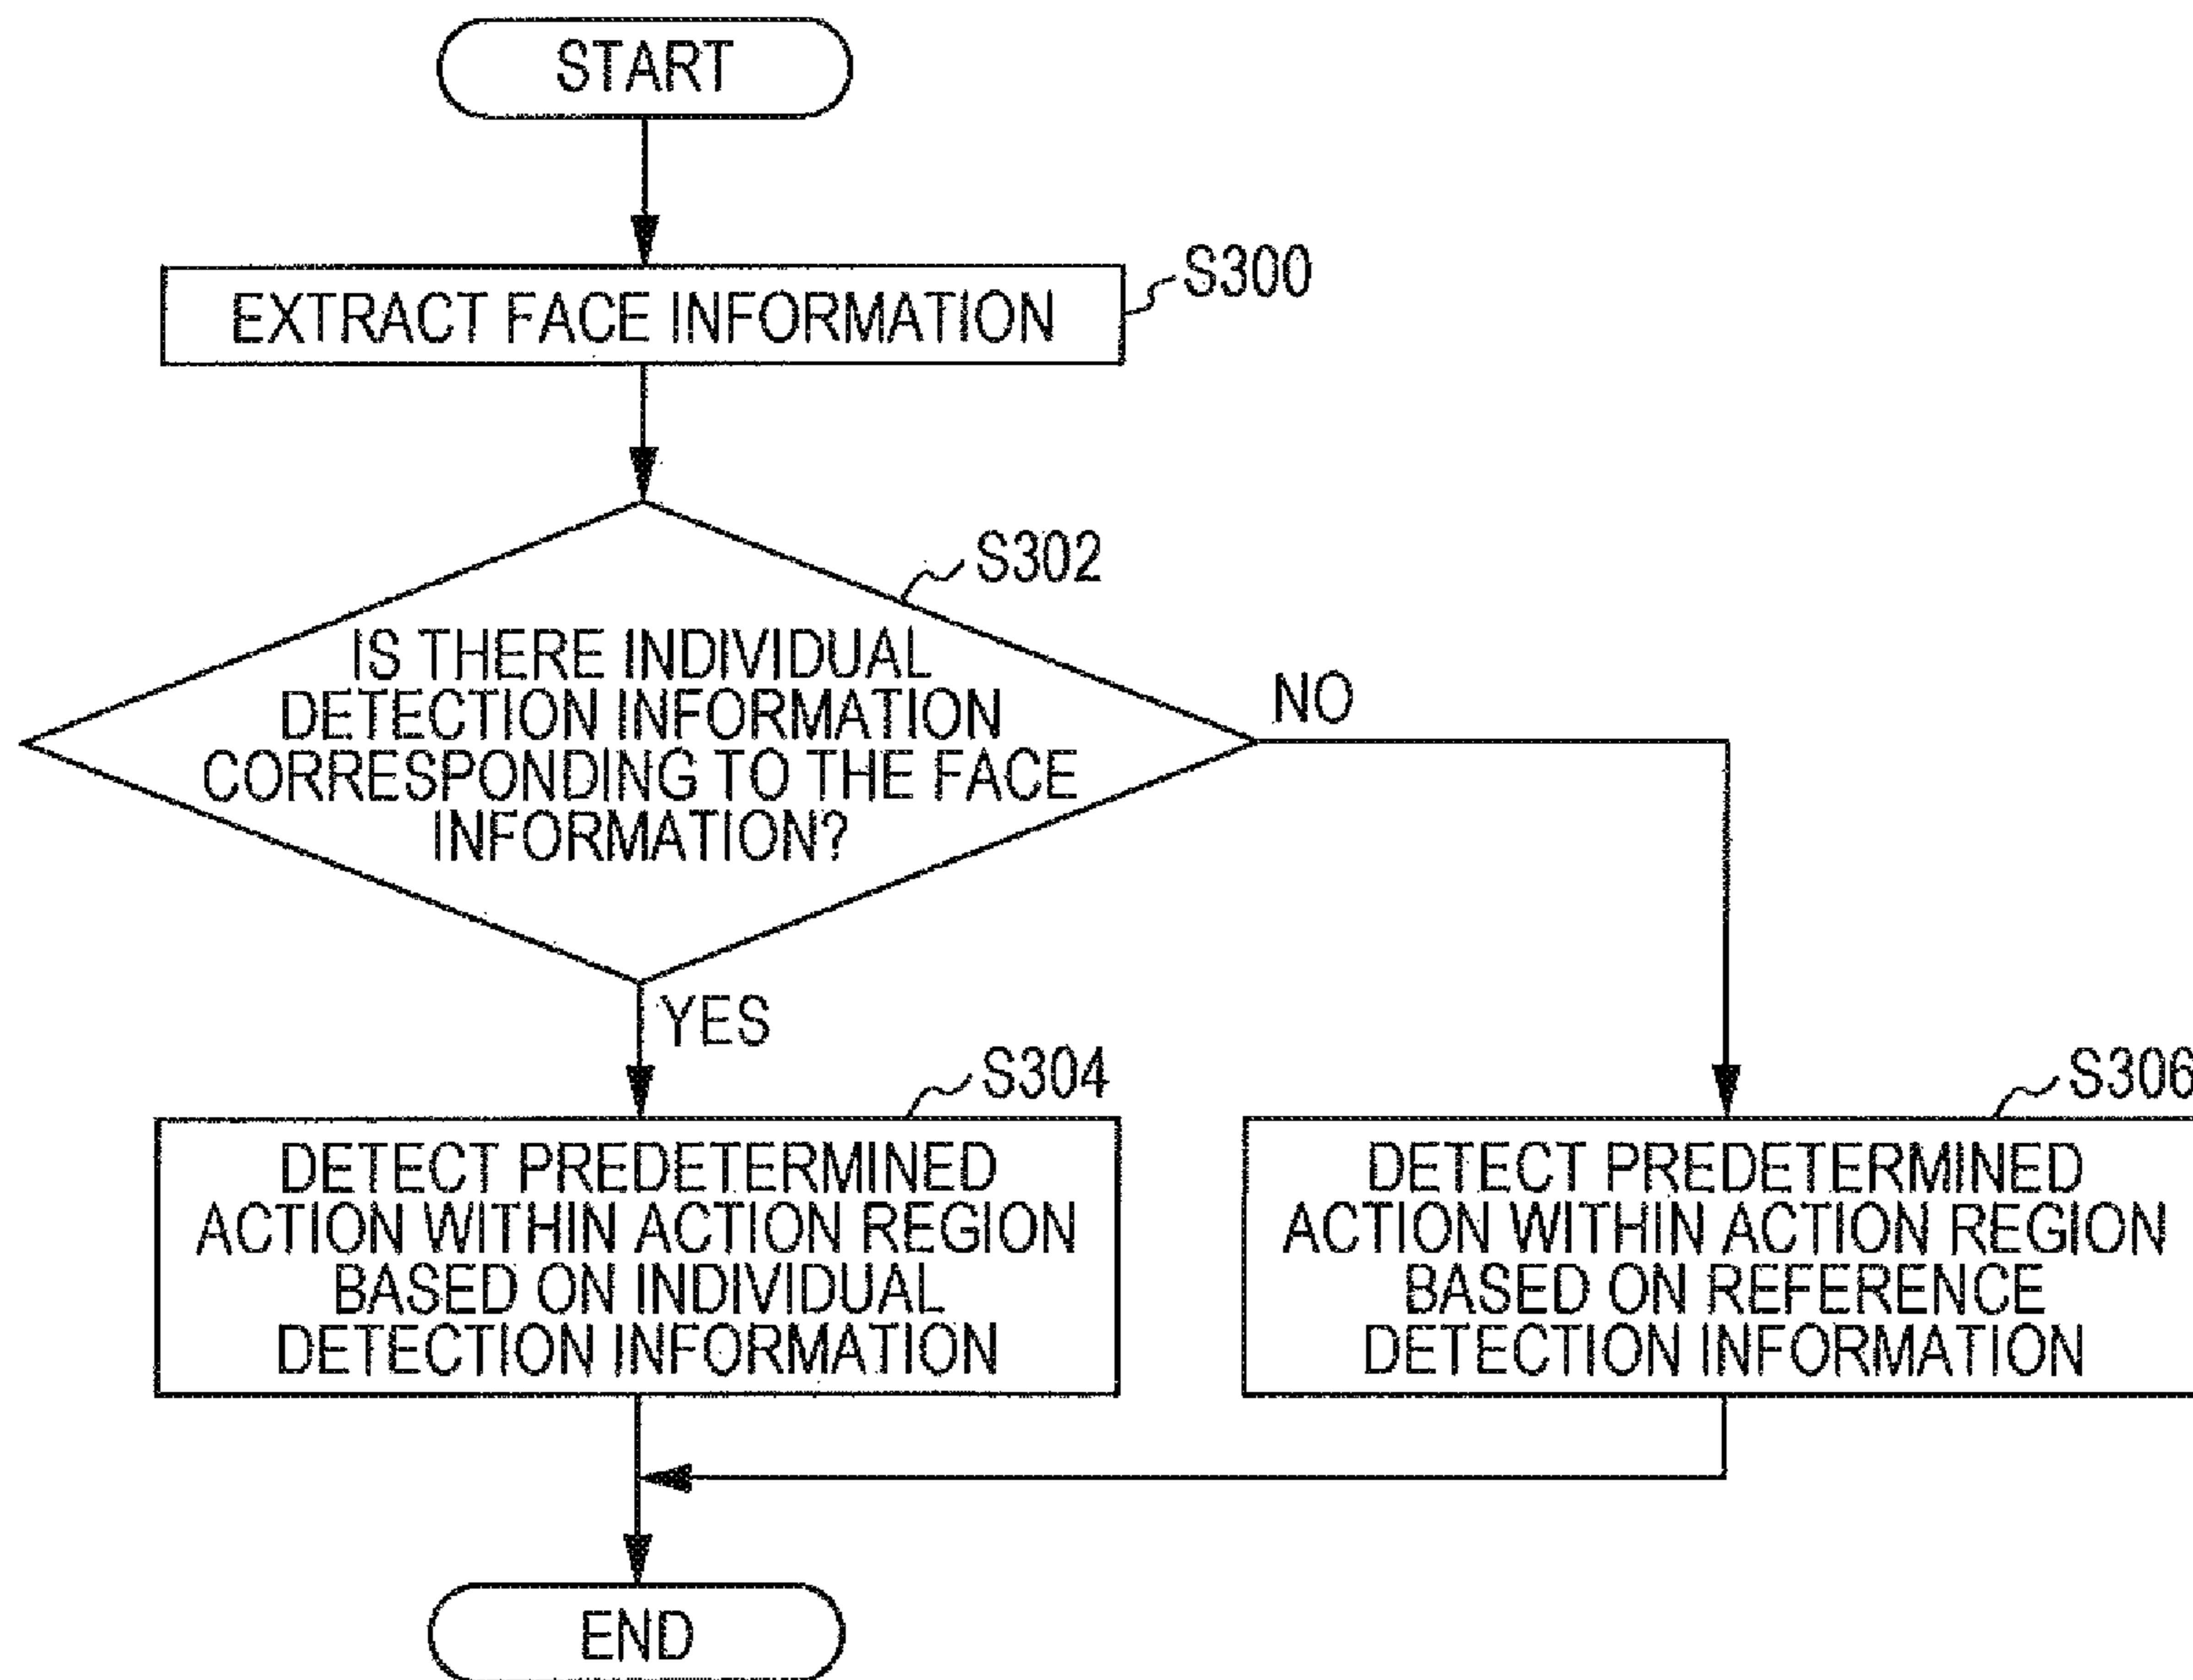 START
EXTRACT FACE INFORMATION
S300
S302
IS THERE INDIVIDUAL
DETECTION INFORMATION
CORRESPONDING TO THE FACE
INFORMATION?
NO
YES
S304
DETECT PREDETERMINED
ACTION WITHIN ACTION REGION
BASED ON INDIVIDUAL
DETECTION INFORMATION
S306
DETECT PREDETERMINED
ACTION WITHIN ACTION REGION
BASED ON REFERENCE
DETECTION INFORMATION
END